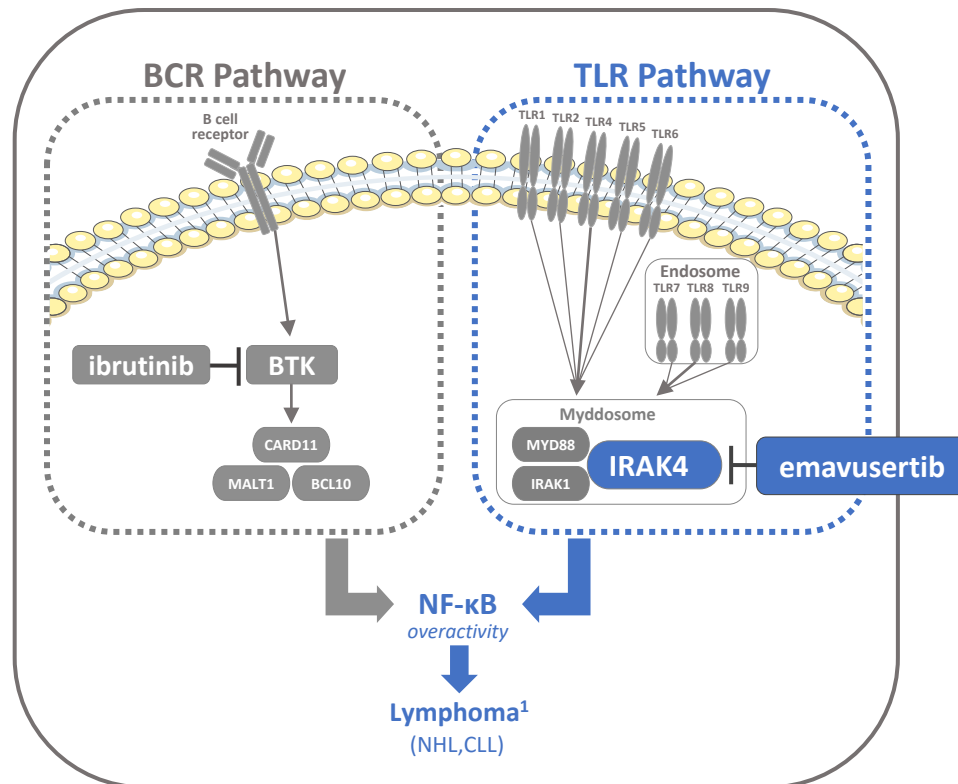 BCR Pathway
B cell
receptor
ibrutinib
BTK
CARD11
MALT1
BCL10
TLR Pathway
TLR1
TLR2
TLR4
TLR5
TLR6
Endosome
TLR7
TLR8
TLR9
Myddosome
MYD88
IRAK1
IRAK4
emavusertib
NF-κB
overactivity
Lymphoma¹
(NHL,CLL)